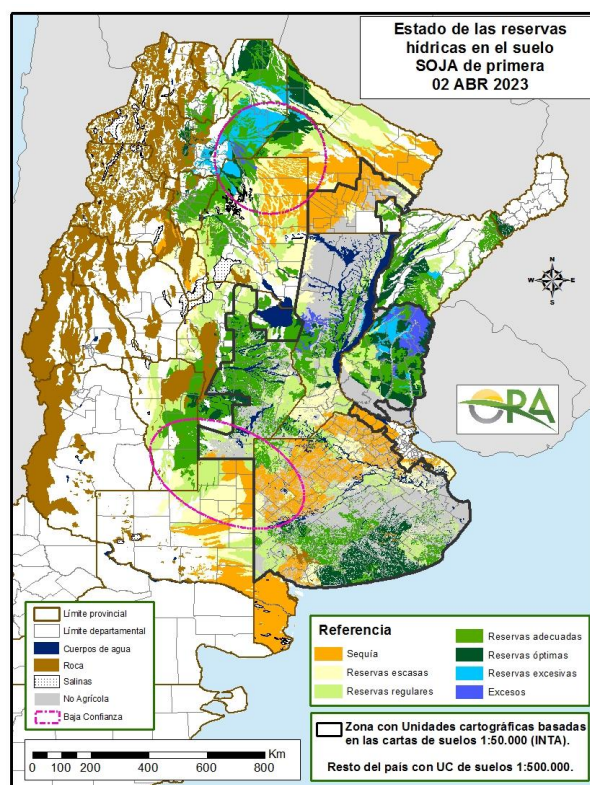 Estado de las reservas
hídricas en el suelo
SOJA de primera
02 ABR 2023
N
W
E
S
ORA
Límite provincial
Límite departamental
Cuerpos de agua
Roca
Salinas
No Agrícola
Baja Confianza
Referencia
Sequía
Reservas escasas
Reservas regulares
Reservas adecuadas
Reservas óptimas
Reservas excesivas
Excesos
Zona con Unidades cartográficas basadas
en las cartas de suelos 1:50.000 (INTA).
Resto del país con UC de suelos 1:500.000.
Km
0 100 200 400 600 800